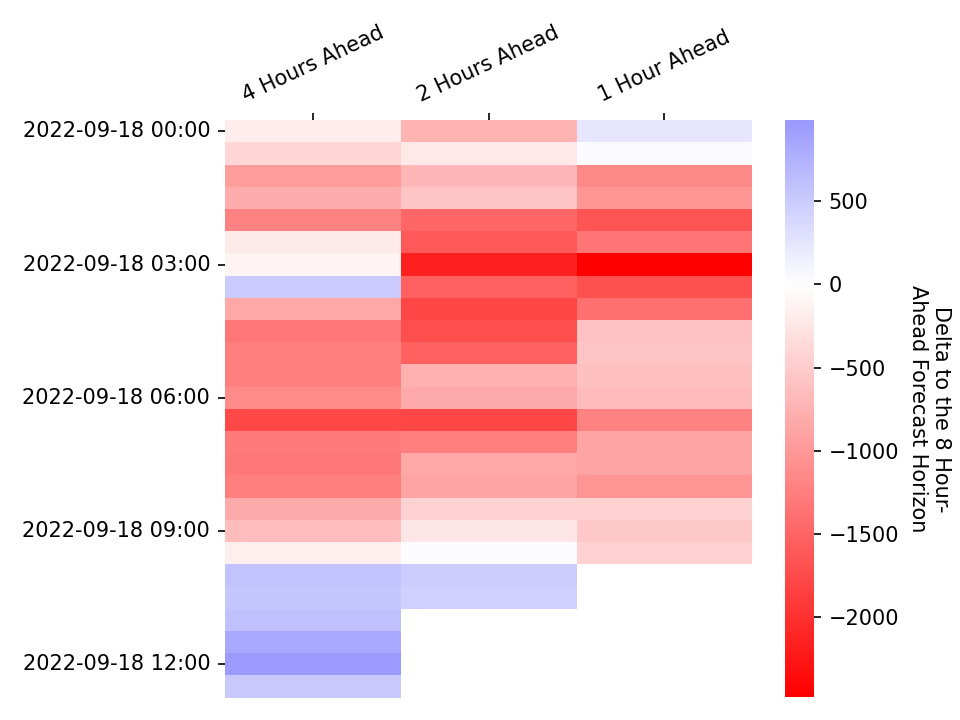 4 Hours Ahead
2 Hours Ahead
1 Hour Ahead
2022-09-18 00:00
2022-09-18 03:00
2022-09-18 06:00
2022-09-18 09:00
2022-09-18 12:00
500
0
−500
−1000
−1500
−2000
Delta to the 8 Hour-
Ahead Forecast Horizon